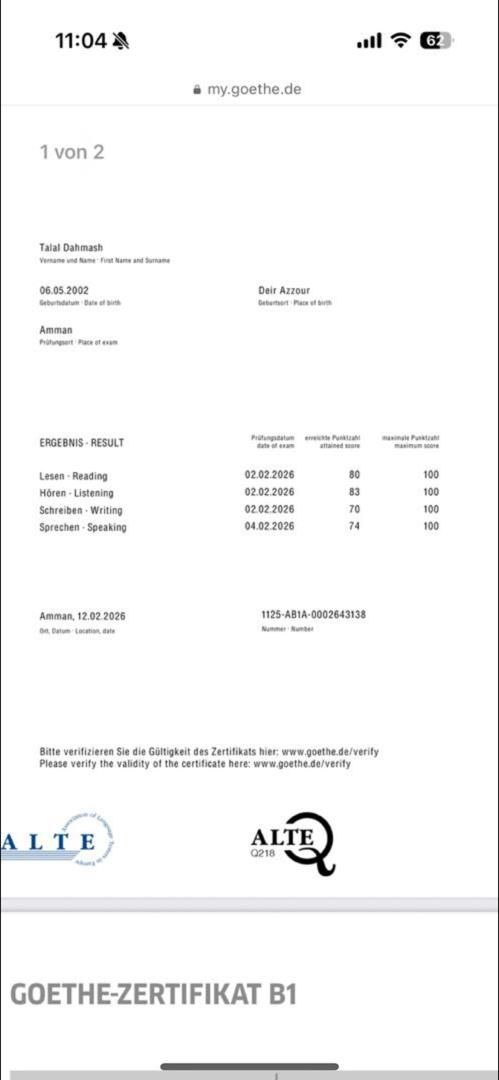 11:04
62
my.goethe.de
1 von 2
Talal Dahmash
Vorname und Name · First Name and Surname
06.05.2002 Deir Azzour
Geburtsdatum · Date of birth Geburtsort · Place of birth
Amman
Prüfungsort · Place of exam
Prüfungsdatum erreichte Punktzahl maximale Punktzahl
ERGEBNIS · RESULT date of exam attained score maximum score
Lesen · Reading 02.02.2026 80 100
Hören · Listening 02.02.2026 83 100
Schreiben · Writing 02.02.2026 70 100
Sprechen · Speaking 04.02.2026 74 100
Amman, 12.02.2026 1125-AB1A-0002643138
Ort, Datum · Location, date Nummer · Number
Bitte verifizieren Sie die Gültigkeit des Zertifikats hier: www.goethe.de/verify
Please verify the validity of the certificate here: www.goethe.de/verify
Association of Language
ALTE
ALTE
Q218
GOETHE-ZERTIFIKAT B1